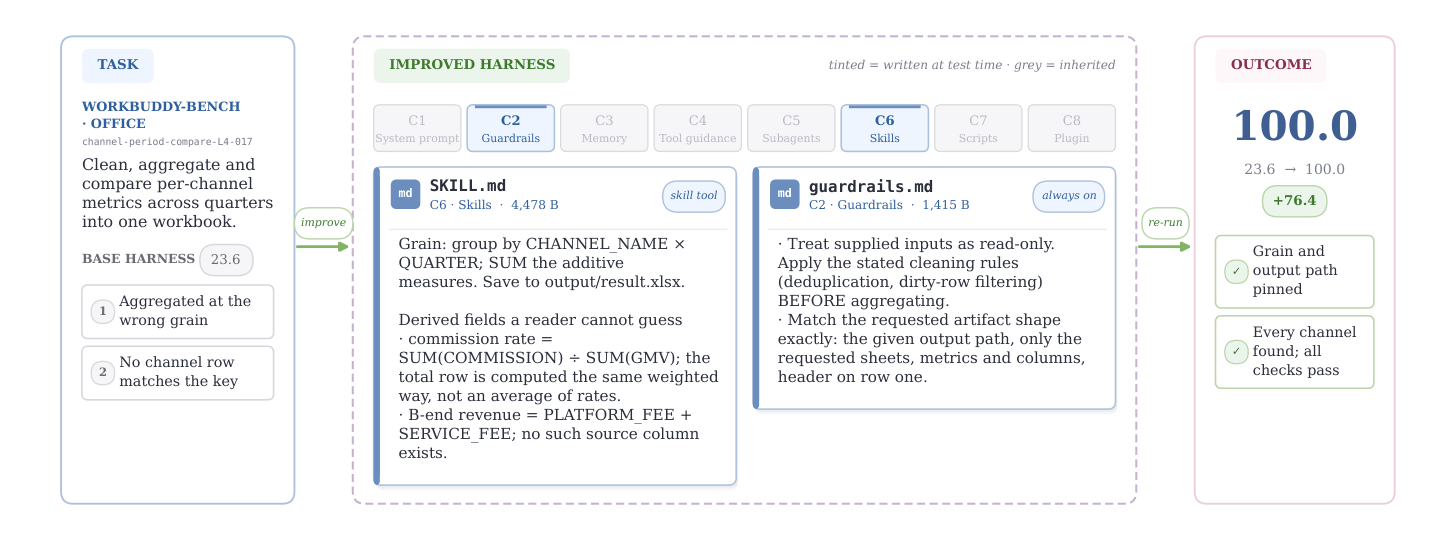 TASK
WORKBUDDY-BENCH
· OFFICE
channel-period-compare-L4-017
Clean, aggregate and
compare per-channel
metrics across quarters
into one workbook.
BASE HARNESS 23.6
1 Aggregated at the
wrong grain
2 No channel row
matches the key
improve
IMPROVED HARNESS
tinted = written at test time · grey = inherited
C1
System prompt
C2
Guardrails
C3
Memory
C4
Tool guidance
C5
Subagents
C6
Skills
C7
Scripts
C8
Plugin
md
SKILL.md
C6 · Skills · 4,478 B
skill tool
Grain: group by CHANNEL_NAME ×
QUARTER; SUM the additive
measures. Save to output/result.xlsx.
Derived fields a reader cannot guess
· commission rate =
SUM(COMMISSION) ÷ SUM(GMV); the
total row is computed the same weighted
way, not an average of rates.
· B-end revenue = PLATFORM_FEE +
SERVICE_FEE; no such source column
exists.
md
guardrails.md
C2 · Guardrails · 1,415 B
always on
· Treat supplied inputs as read-only.
Apply the stated cleaning rules
(deduplication, dirty-row filtering)
BEFORE aggregating.
· Match the requested artifact shape
exactly: the given output path, only the
requested sheets, metrics and columns,
header on row one.
re-run
OUTCOME
100.0
23.6 → 100.0
+76.4
✓ Grain and
output path
pinned
✓ Every channel
found; all
checks pass